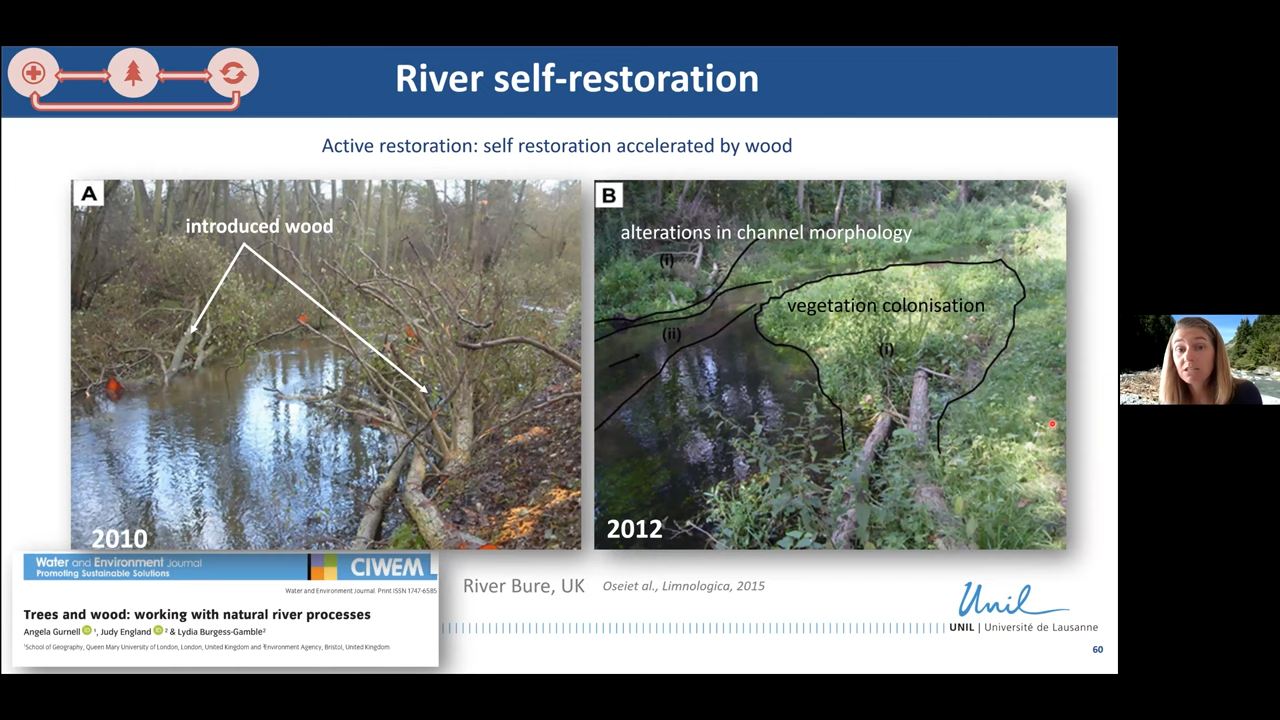 River self-restoration
Active restoration: self restoration accelerated by wood
A
introduced wood
2010
B
alterations in channel morphology
(i)
vegetation colonisation
(ii)
(i)
2012
Water and Environment Journal
Promoting Sustainable Solutions
CIWEM
Water and Environment Journal. Print ISSN 1747-6585
Trees and wood: working with natural river processes
Angela Gurnell iD 1, Judy England iD 2 & Lydia Burgess-Gamble2
1School of Geography, Queen Mary University of London, London, United Kingdom and 2Environment Agency, Bristol, United Kingdom
River Bure, UK
Oseiet al., Limnologica, 2015
Unil
UNIL | Université de Lausanne
60